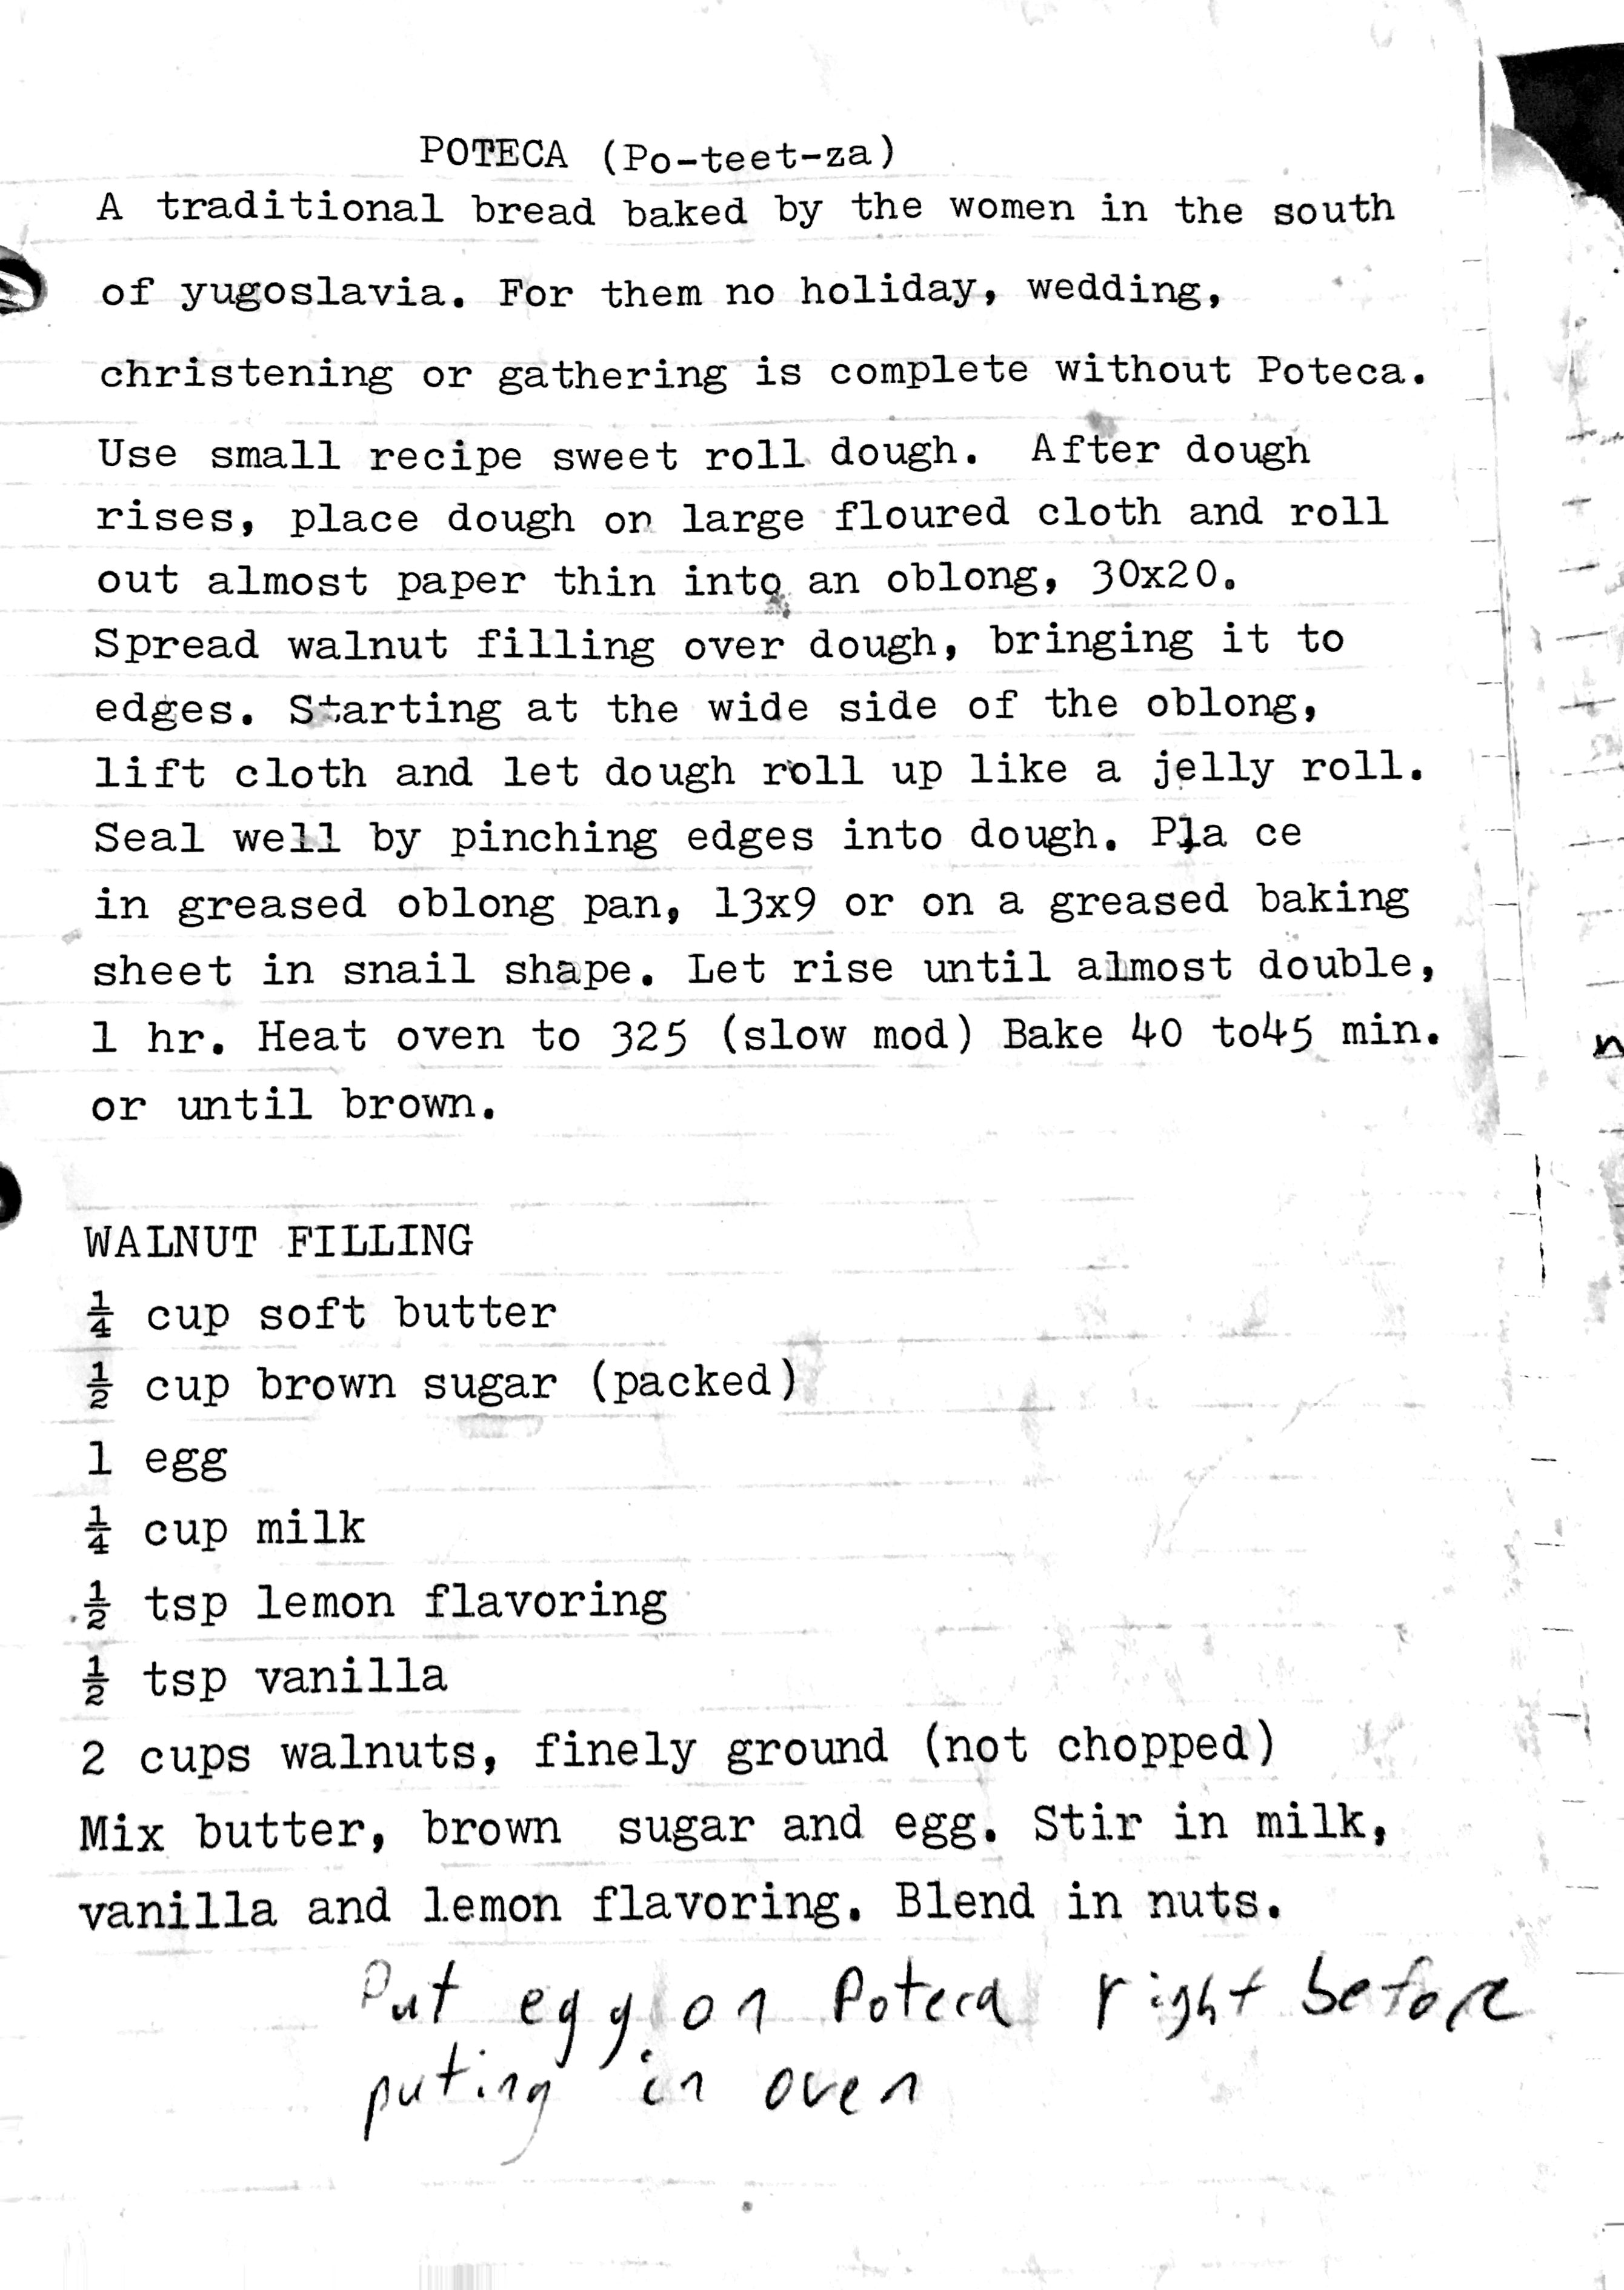 POTECA (Po-teet-za)
A traditional bread baked by the women in the south
of yugoslavia. For them no holiday, wedding,
christening or gathering is complete without Poteca.
Use small recipe sweet roll dough. After dough
rises, place dough on large floured cloth and roll
out almost paper thin into an oblong, 30x20.
Spread walnut filling over dough, bringing it to
edges. Starting at the wide side of the oblong,
lift cloth and let dough roll up like a jelly roll.
Seal well by pinching edges into dough. Pla ce
in greased oblong pan, 13x9 or on a greased baking
sheet in snail shape. Let rise until almost double,
1 hr. Heat oven to 325 (slow mod) Bake 40 to45 min.
or until brown.
WALNUT FILLING
¼ cup soft butter
½ cup brown sugar (packed)
1 egg
¼ cup milk
½ tsp lemon flavoring
½ tsp vanilla
2 cups walnuts, finely ground (not chopped)
Mix butter, brown sugar and egg. Stir in milk,
vanilla and lemon flavoring. Blend in nuts.
Put egg on Poteca right before
puting in oven